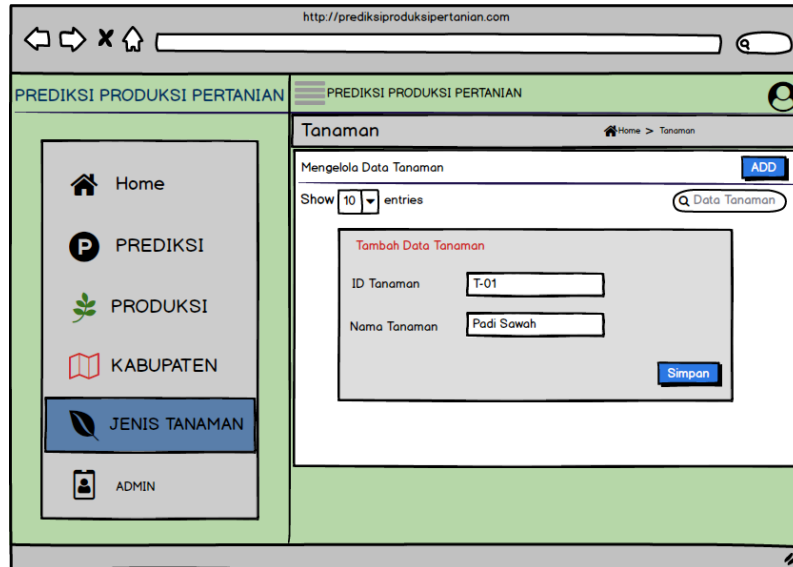 http://prediksiproduksipertanian.com
PREDIKSI PRODUKSI PERTANIAN
PREDIKSI PRODUKSI PERTANIAN
Tanaman
Home > Tanaman
Home
P PREDIKSI
PRODUKSI
KABUPATEN
JENIS TANAMAN
ADMIN
Mengelola Data Tanaman
ADD
Show 10 entries
Data Tanaman
Tambah Data Tanaman
ID Tanaman T-01
Nama Tanaman Padi Sawah
Simpan